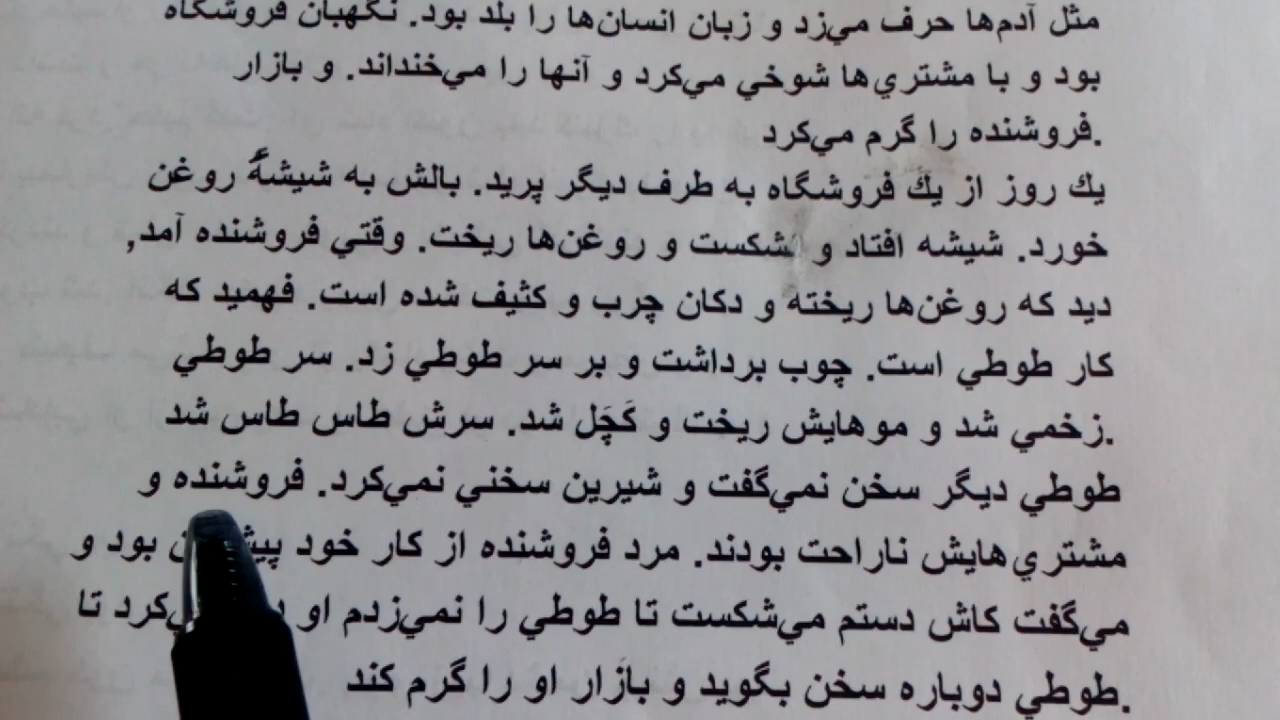 مثل آدم‌ها حرف مي‌زد و زبان انسان‌ها را بلد بود. نگهبان فروشگاه
بود و با مشتري‌ها شوخي مي‌كرد و آنها را مي‌خنداند. و بازار
فروشنده را گرم مي‌كرد.
يك روز از يك فروشگاه به طرف ديگر پريد. بالش به شيشهٔ روغن
خورد. شيشه افتاد و شكست و روغن‌ها ريخت. وقتي فروشنده آمد,
ديد كه روغن‌ها ريخته و دكان چرب و كثيف شده است. فهميد كه
كار طوطي است. چوب برداشت و بر سر طوطي زد. سر طوطي
زخمي شد و موهايش ريخت و كَچَل شد. سرش طاس طاس شد.
طوطي ديگر سخن نمي‌گفت و شيرين سخني نمي‌كرد. فروشنده و
مشتري‌هايش ناراحت بودند. مرد فروشنده از كار خود بود و
مي‌گفت كاش دستم مي‌شكست تا طوطي را نمي‌زدم او تا
طوطي دوباره سخن بگويد و بازار او را گرم كند.